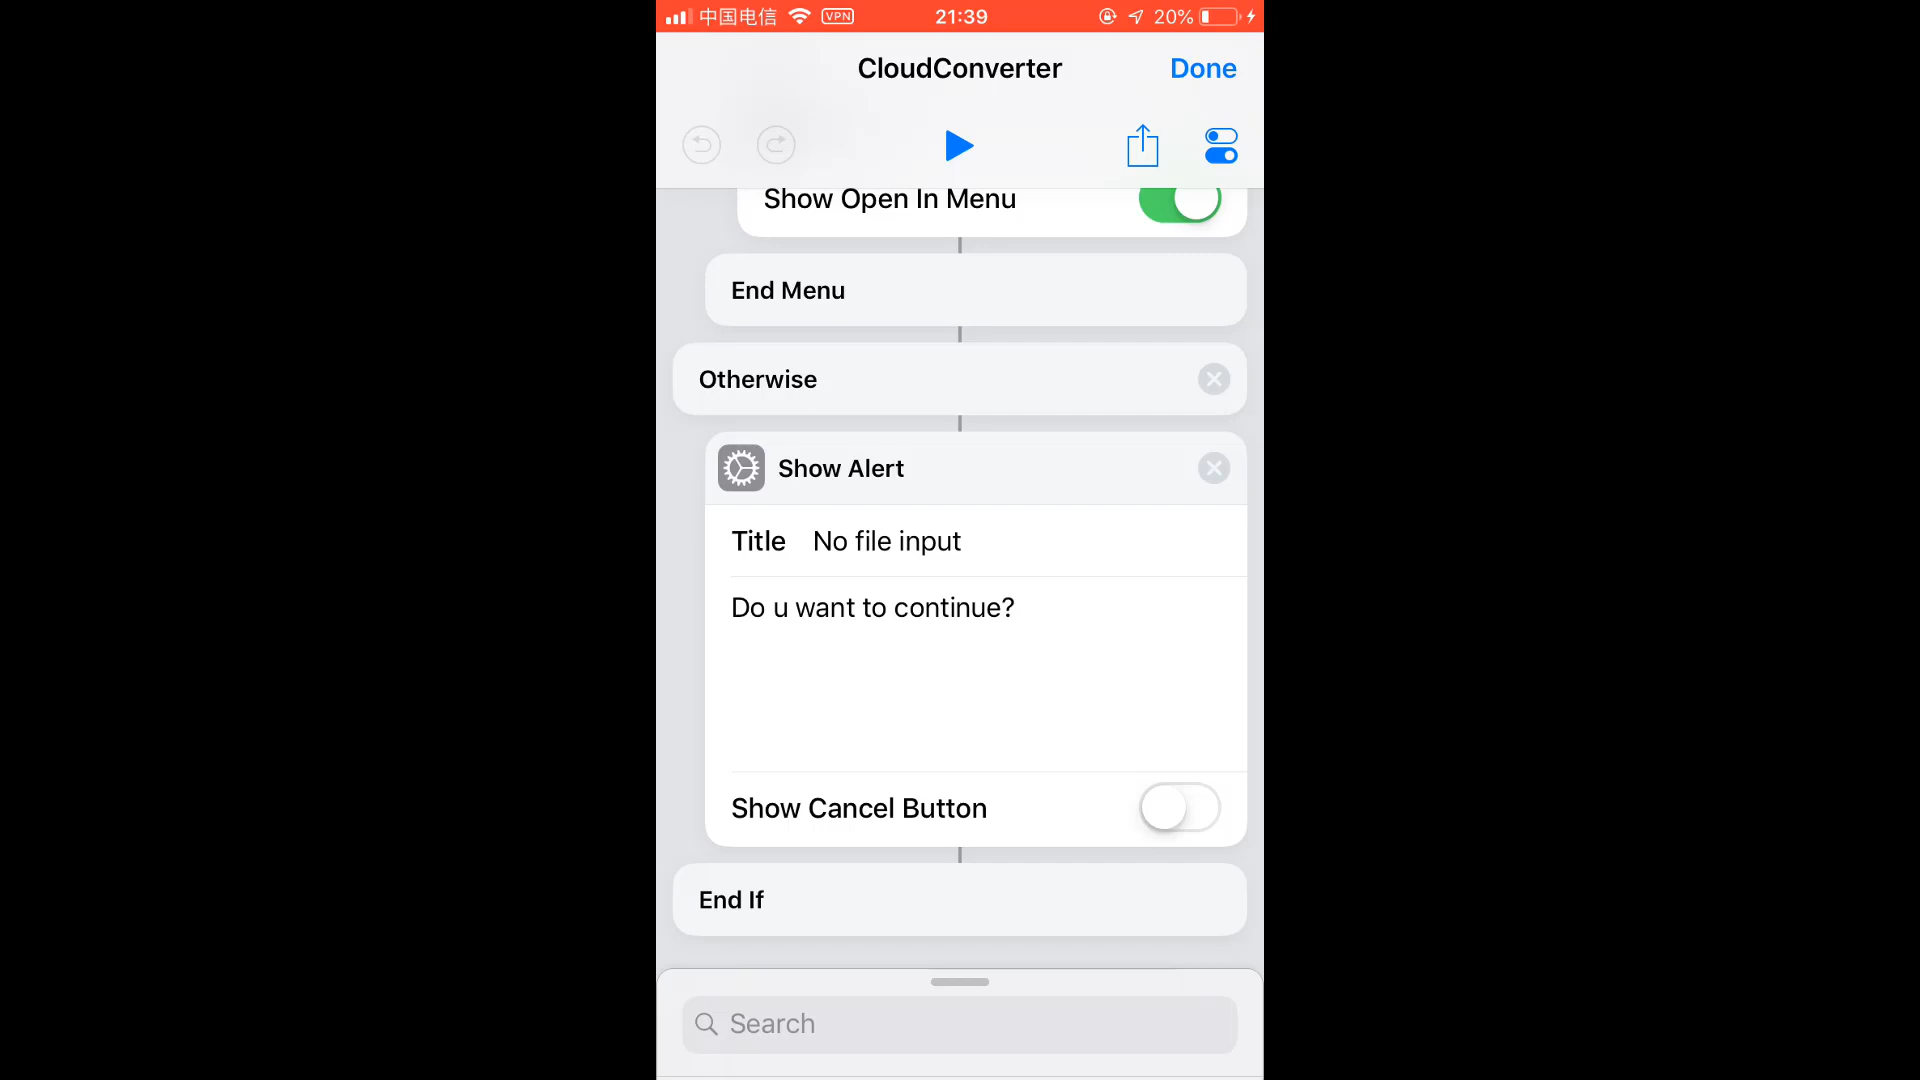 中国电信 VPN 21:39 20%
CloudConverter Done
Show Open In Menu
End Menu
Otherwise
Show Alert
Title No file input
Do u want to continue?
Show Cancel Button
End If
Search